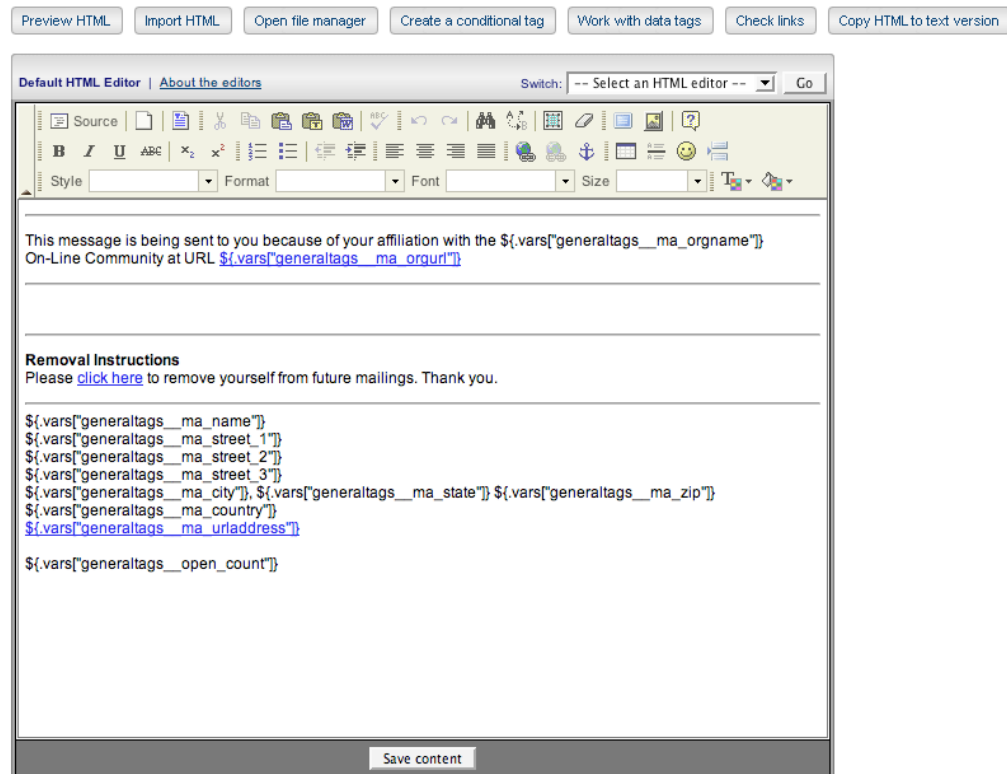 Preview HTML Import HTML Open file manager Create a conditional tag Work with data tags Check links Copy HTML to text version
Default HTML Editor | About the editors Switch: -- Select an HTML editor -- Go
Source ABC
B I U ABC x₂ x²
Style Format Font Size T
This message is being sent to you because of your affiliation with the ${.vars["generaltags__ma_orgname"]}
On-Line Community at URL ${.vars["generaltags__ma_orgurl"]}
Removal Instructions
Please click here to remove yourself from future mailings. Thank you.
${.vars["generaltags__ma_name"]}
${.vars["generaltags__ma_street_1"]}
${.vars["generaltags__ma_street_2"]}
${.vars["generaltags__ma_street_3"]}
${.vars["generaltags__ma_city"]}, ${.vars["generaltags__ma_state"]} ${.vars["generaltags__ma_zip"]}
${.vars["generaltags__ma_country"]}
${.vars["generaltags__ma_urladdress"]}
${.vars["generaltags__open_count"]}
Save content